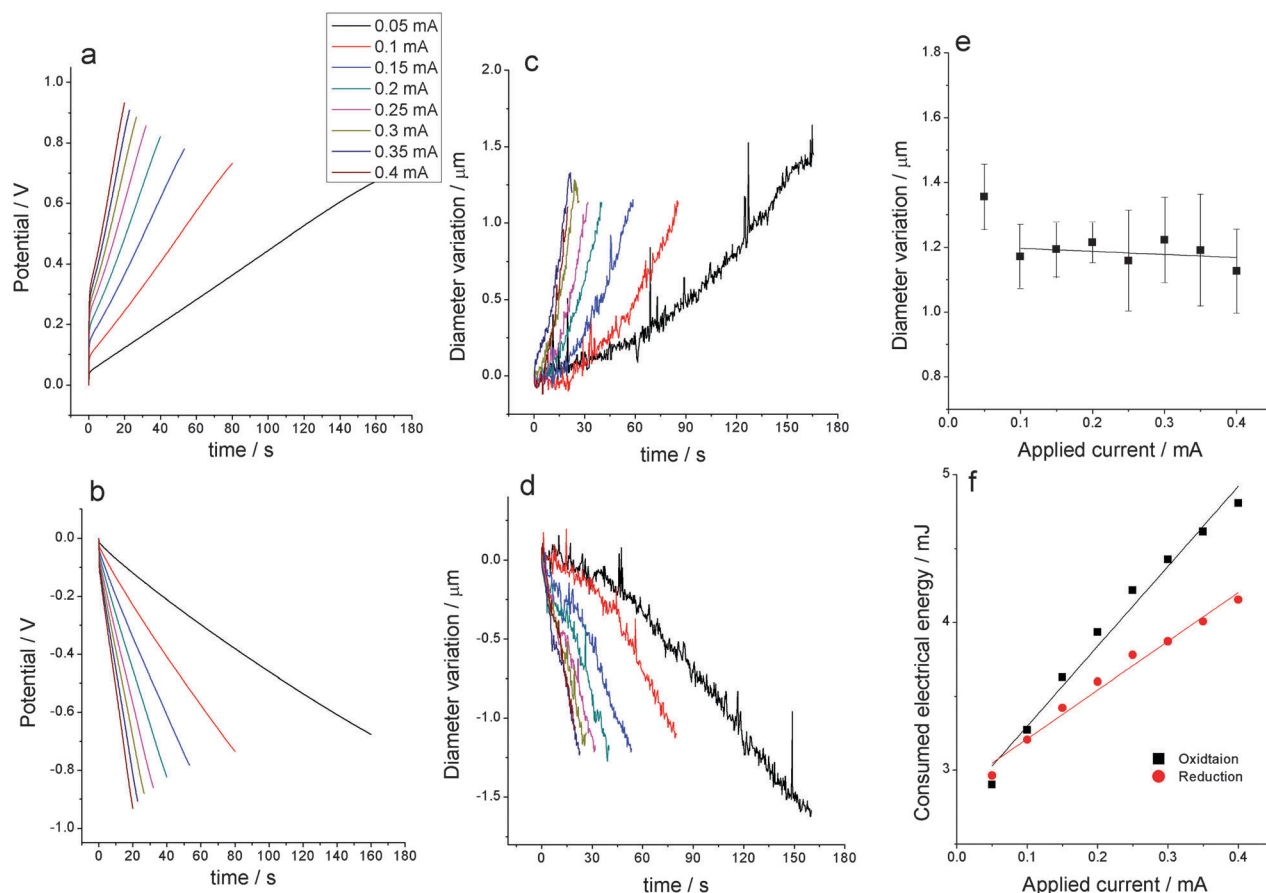 a
0.05 mA
0.1 mA
0.15 mA
0.2 mA
0.25 mA
0.3 mA
0.35 mA
0.4 mA
1.0
0.8
0.6
0.4
0.2
0.0
Potential / V
0 20 40 60 80 100 120 140 160 180
time / s
c
2.0
1.5
1.0
0.5
0.0
Diameter variation / μm
0 30 60 90 120 150 180
time / s
e
1.8
1.6
1.4
1.2
1.0
0.8
Diameter variation / μm
0.0 0.1 0.2 0.3 0.4
Applied current / mA
b
0.0
-0.2
-0.4
-0.6
-0.8
-1.0
Potential / V
0 20 40 60 80 100 120 140 160 180
time / s
d
0.0
-0.5
-1.0
-1.5
Diameter variation / μm
0 30 60 90 120 150 180
time / s
f
5
4
3
Consumed electrical energy / mJ
Oxidtaion
Reduction
0.0 0.1 0.2 0.3 0.4
Applied current / mA